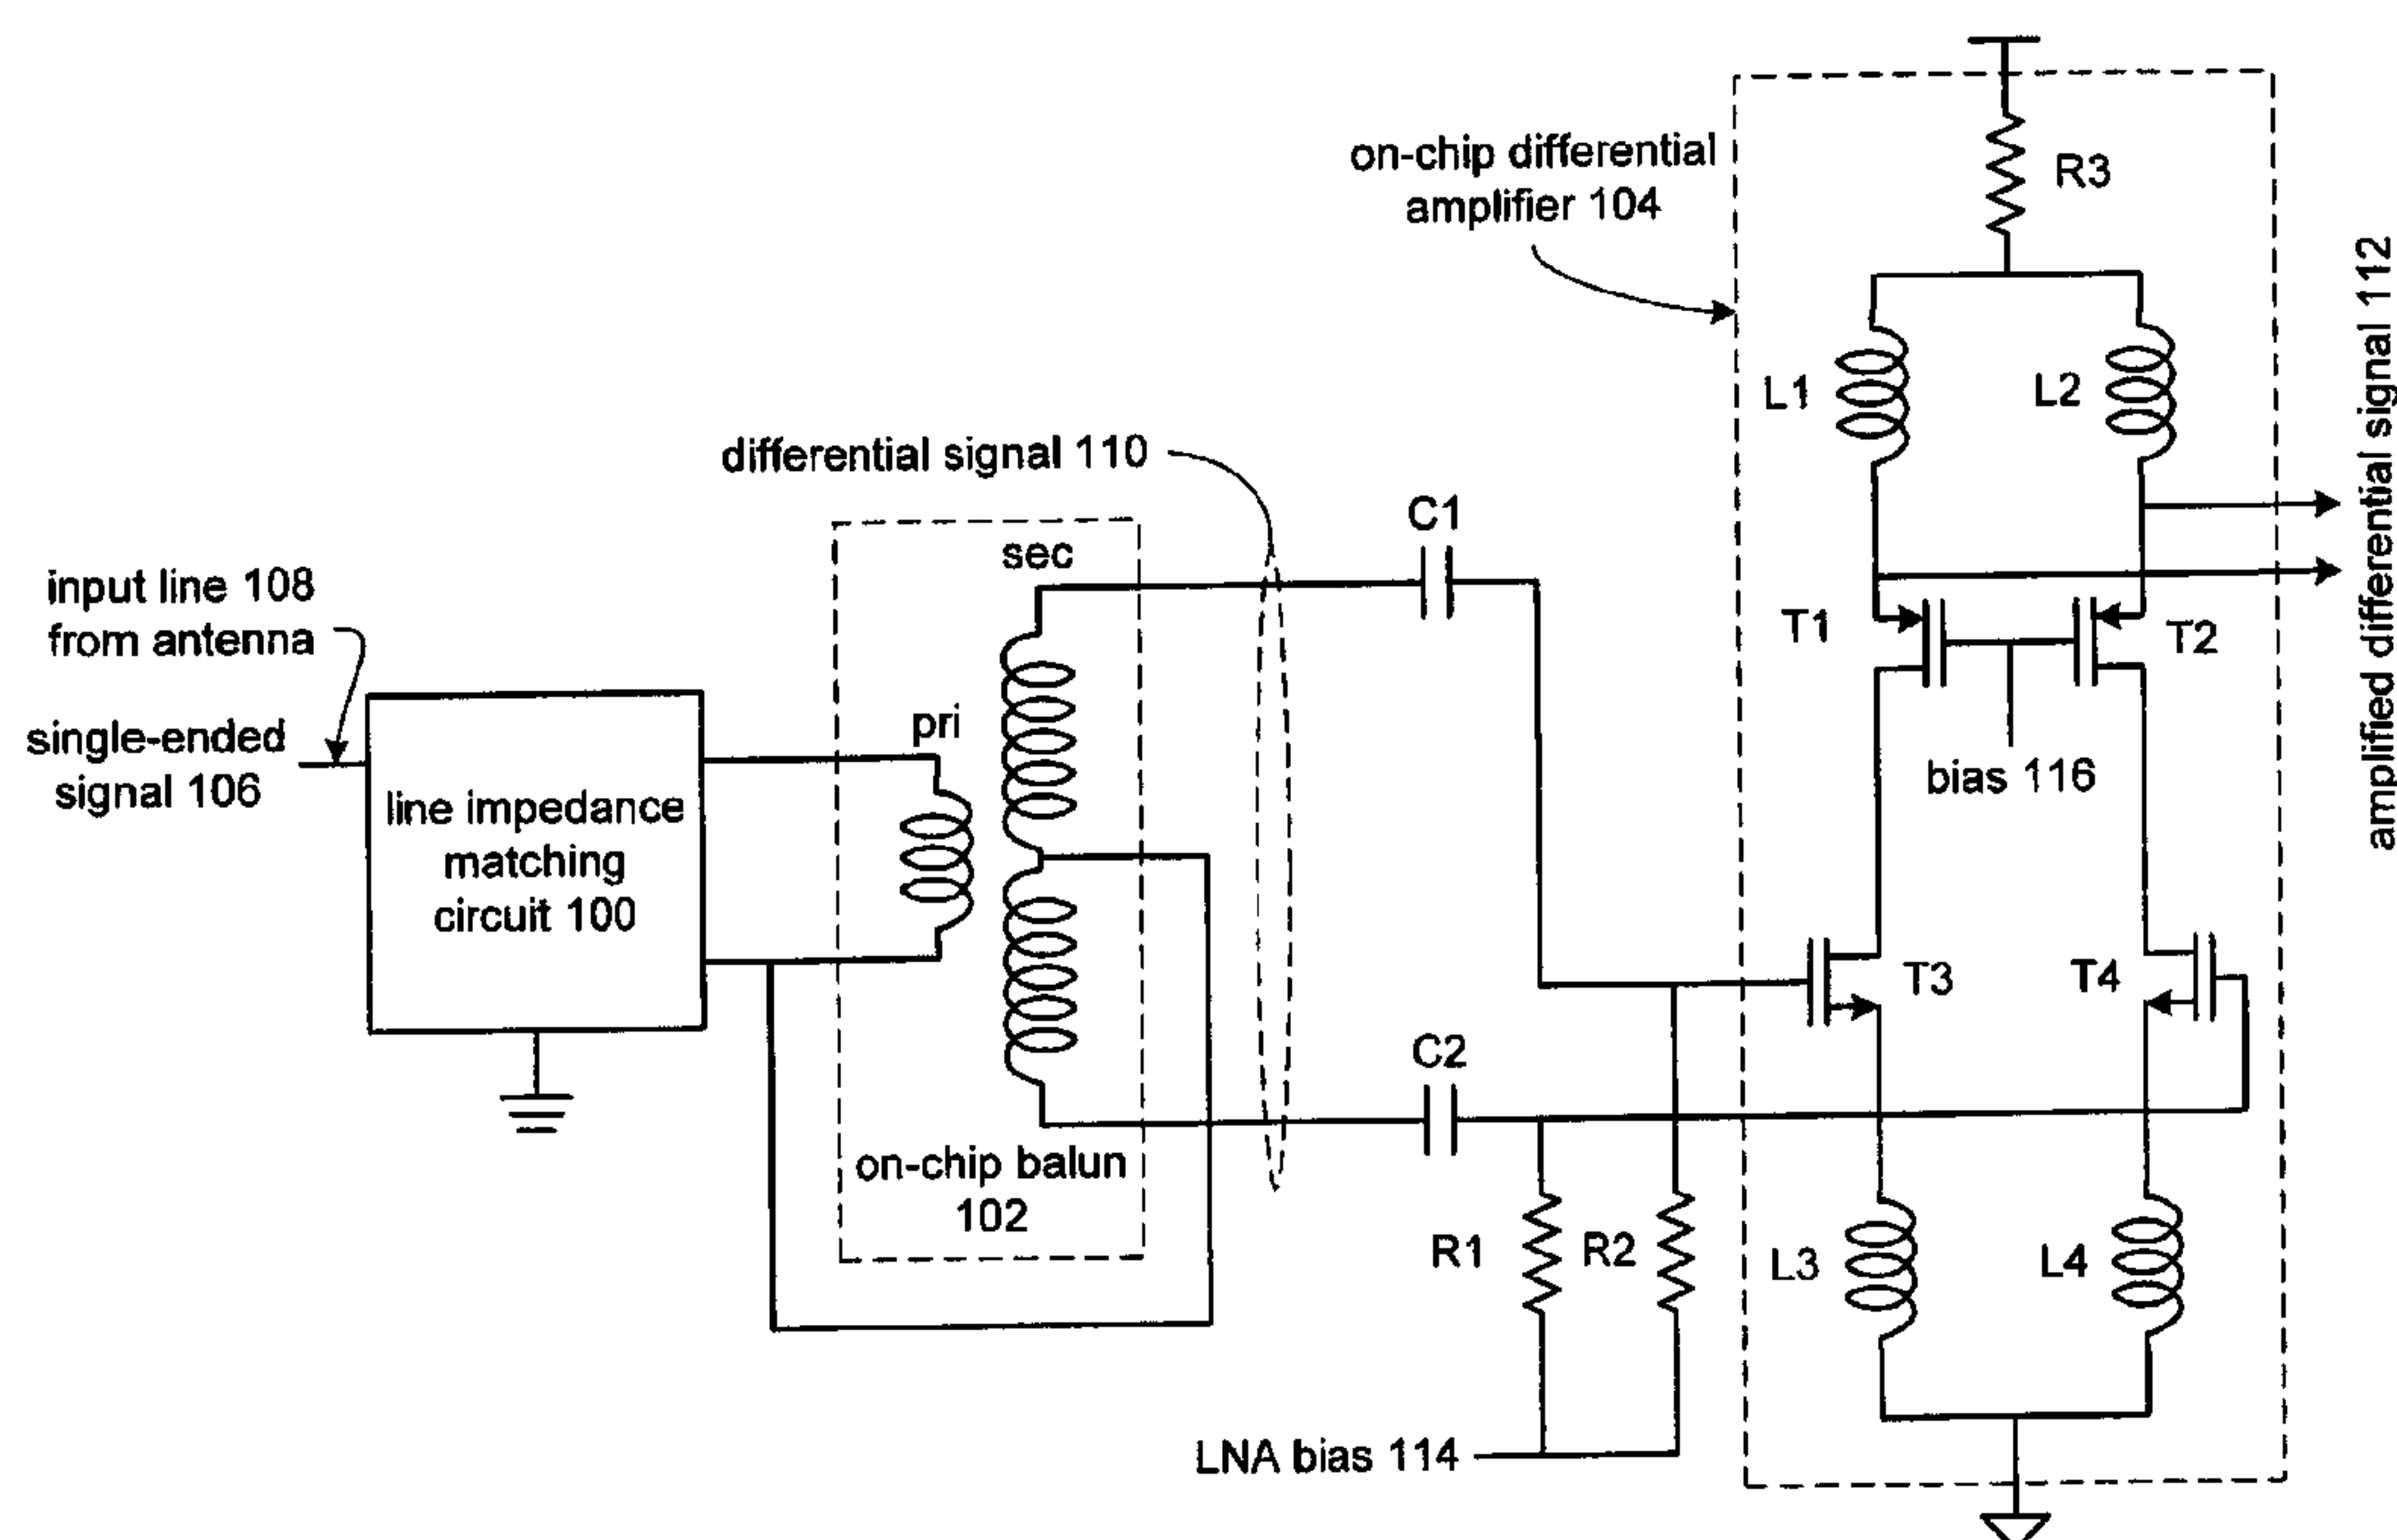 on-chip differential
amplifier 104
R3
L1
L2
amplified differential signal 112
differential signal 110
C1
sec
input line 108
from antenna
T1
T2
pri
single-ended
signal 106
bias 116
line impedance
matching
circuit 100
T3
T4
C2
on-chip balun
102
R1
R2
L3
L4
LNA bias 114